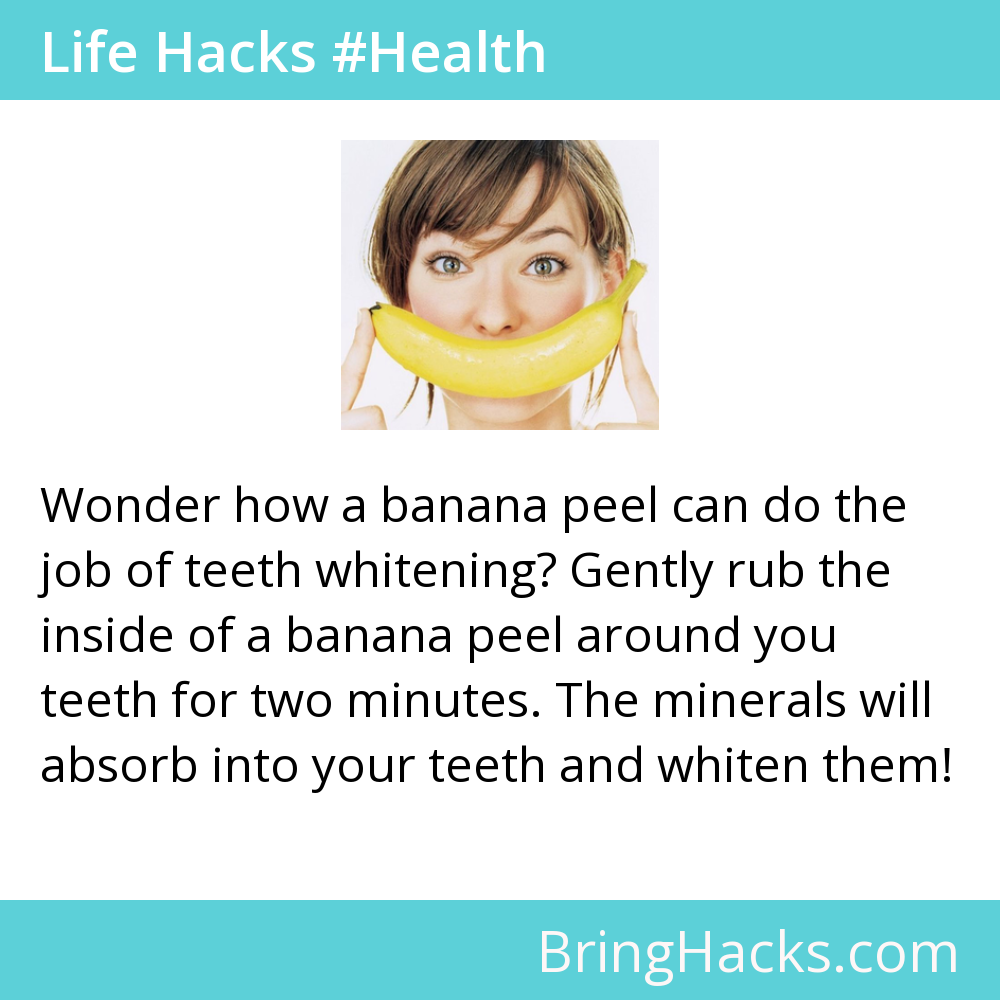 Life Hacks #Health
Wonder how a banana peel can do the
job of teeth whitening? Gently rub the
inside of a banana peel around you
teeth for two minutes. The minerals will
absorb into your teeth and whiten them!
BringHacks.com